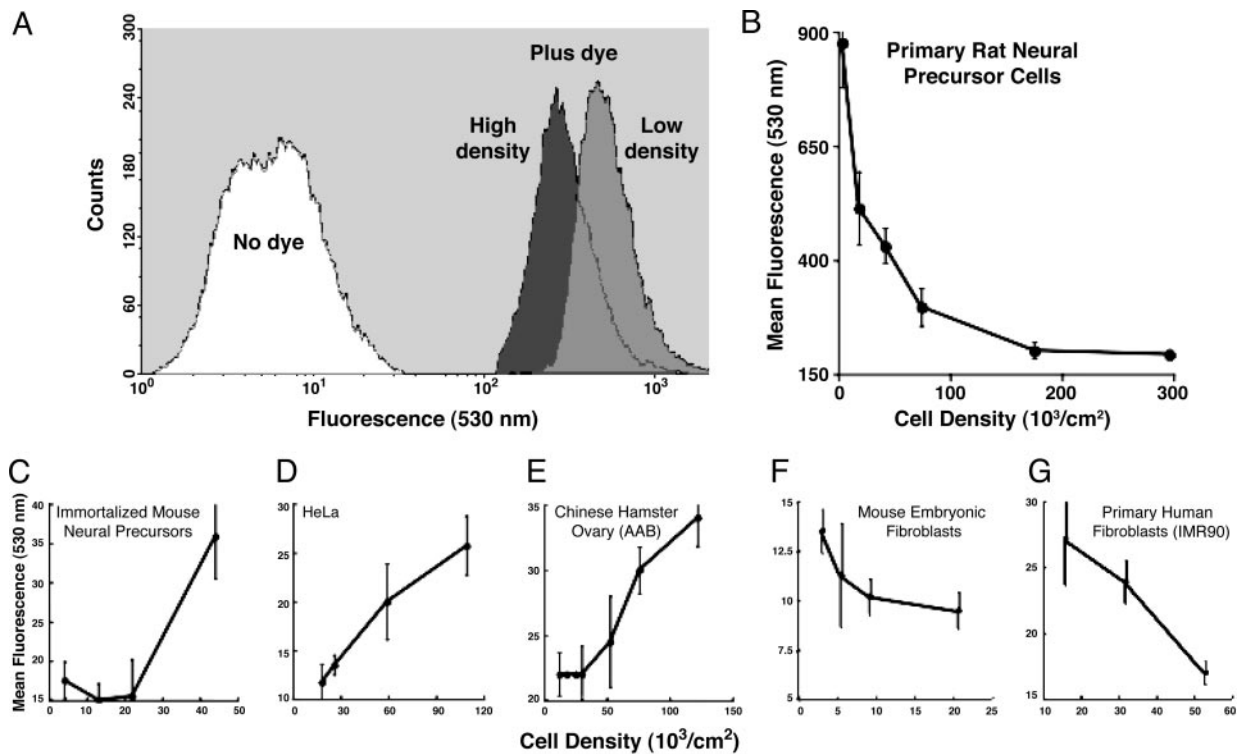 A
300
240
180
120
60
0
Counts
Plus dye
High
density
Low
density
No dye
10⁰
10¹
10²
10³
Fluorescence (530 nm)
B
Primary Rat Neural
Precursor Cells
900
650
400
150
Mean Fluorescence (530 nm)
0
100
200
300
Cell Density (10³/cm²)
C
Immortalized Mouse
Neural Precursors
Mean Fluorescence (530 nm)
40
35
30
25
20
15
0
10
20
30
40
50
D
HeLa
30
25
20
15
10
0
30
60
90
120
E
Chinese Hamster
Ovary (AAB)
35
30
25
20
0
50
100
150
F
Mouse Embryonic
Fibroblasts
15
12.5
10
7.5
5
0
5
10
15
20
25
G
Primary Human
Fibroblasts (IMR90)
30
25
20
15
10
20
30
40
50
60
Cell Density (10³/cm²)